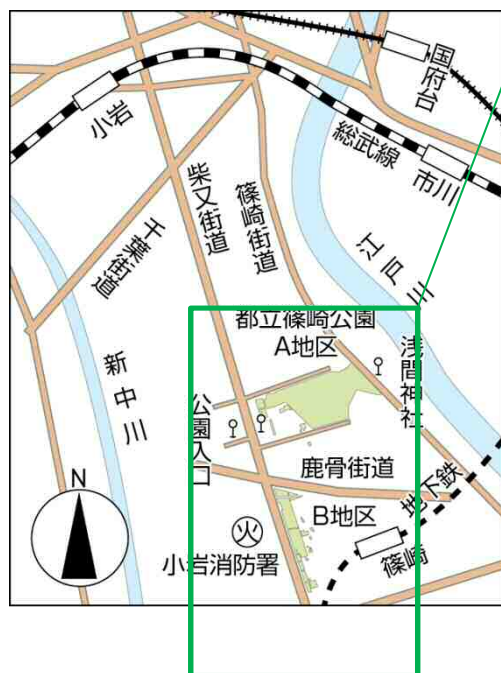 国府台
小岩
総武線
市川
柴又街道
篠崎街道
千葉街道
江戸川
新中川
都立篠崎公園
A地区
浅間神社
公園入口
鹿骨街道
地下鉄
B地区
篠崎
小岩消防署
火
N